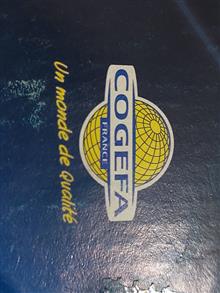 COGEFA
FRANCE
Un monde de Qualité